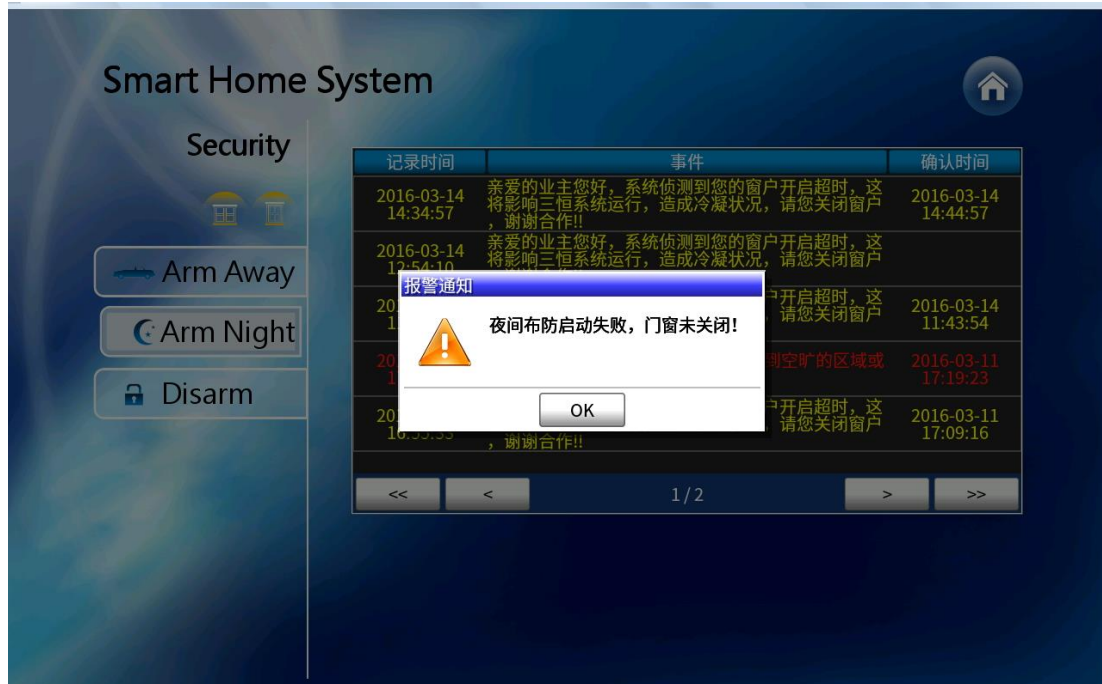 Smart Home System
Security
Arm Away
Arm Night
Disarm
记录时间 事件 确认时间
2016-03-14
14:34:57
亲爱的业主您好，系统侦测到您的窗户开启超时，这
将影响三恒系统运行，造成冷凝状况，请您关闭窗户
，谢谢合作!!
2016-03-14
14:44:57
2016-03-14
12:54:10
亲爱的业主您好，系统侦测到您的窗户开启超时，这
将影响三恒系统运行，造成冷凝状况，请您关闭窗户
户开启超时，这
请您关闭窗户
2016-03-14
11:43:54
到空旷的区域或
2016-03-11
17:19:23
户开启超时，这
请您关闭窗户
，谢谢合作!!
2016-03-11
17:09:16
报警通知
夜间布防启动失败，门窗未关闭！
OK
<< < 1/2 > >>